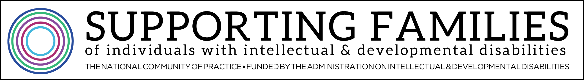 SUPPORTING FAMILIES
of individuals with intellectual & developmental disabilities
THE NATIONAL COMMUNITY OF PRACTICE • FUNDED BY THE ADMINISTRATION ON INTELLECTUAL & DEVELOPMENTAL DISABILITIES